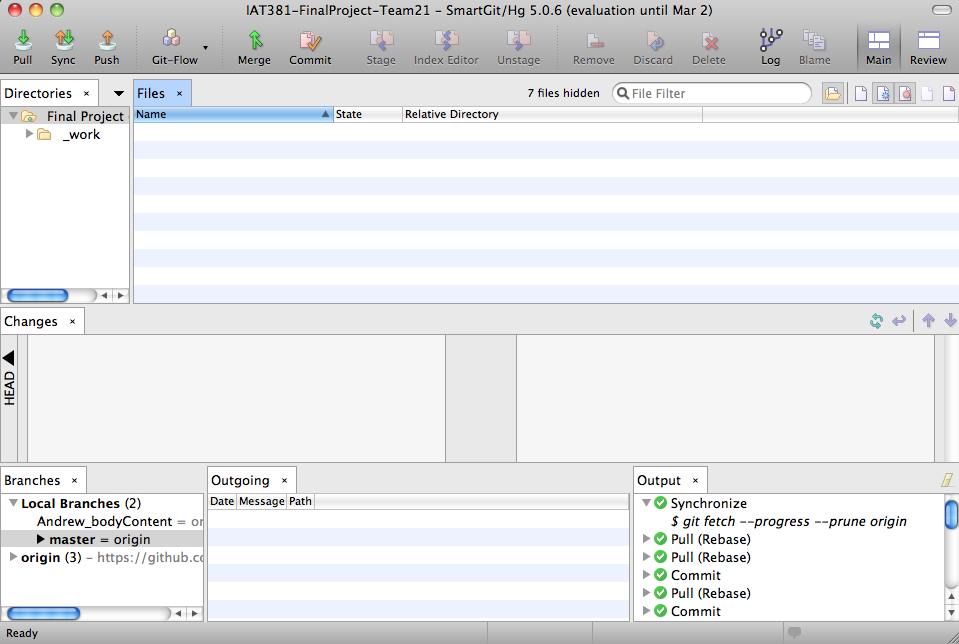 IAT381-FinalProject-Team21 - SmartGit/Hg 5.0.6 (evaluation until Mar 2)
Pull Sync Push Git-Flow Merge Commit Stage Index Editor Unstage Remove Discard Delete Log Blame Main Review
Directories × Files × 7 files hidden File Filter
Final Project Name State Relative Directory
_work
Changes ×
HEAD
Branches × Outgoing × Output ×
Local Branches (2) Date Message Path Synchronize
Andrew_bodyContent = or $ git fetch --progress --prune origin
master = origin Pull (Rebase)
origin (3) - https://github.co Pull (Rebase)
Commit
Pull (Rebase)
Commit
Ready